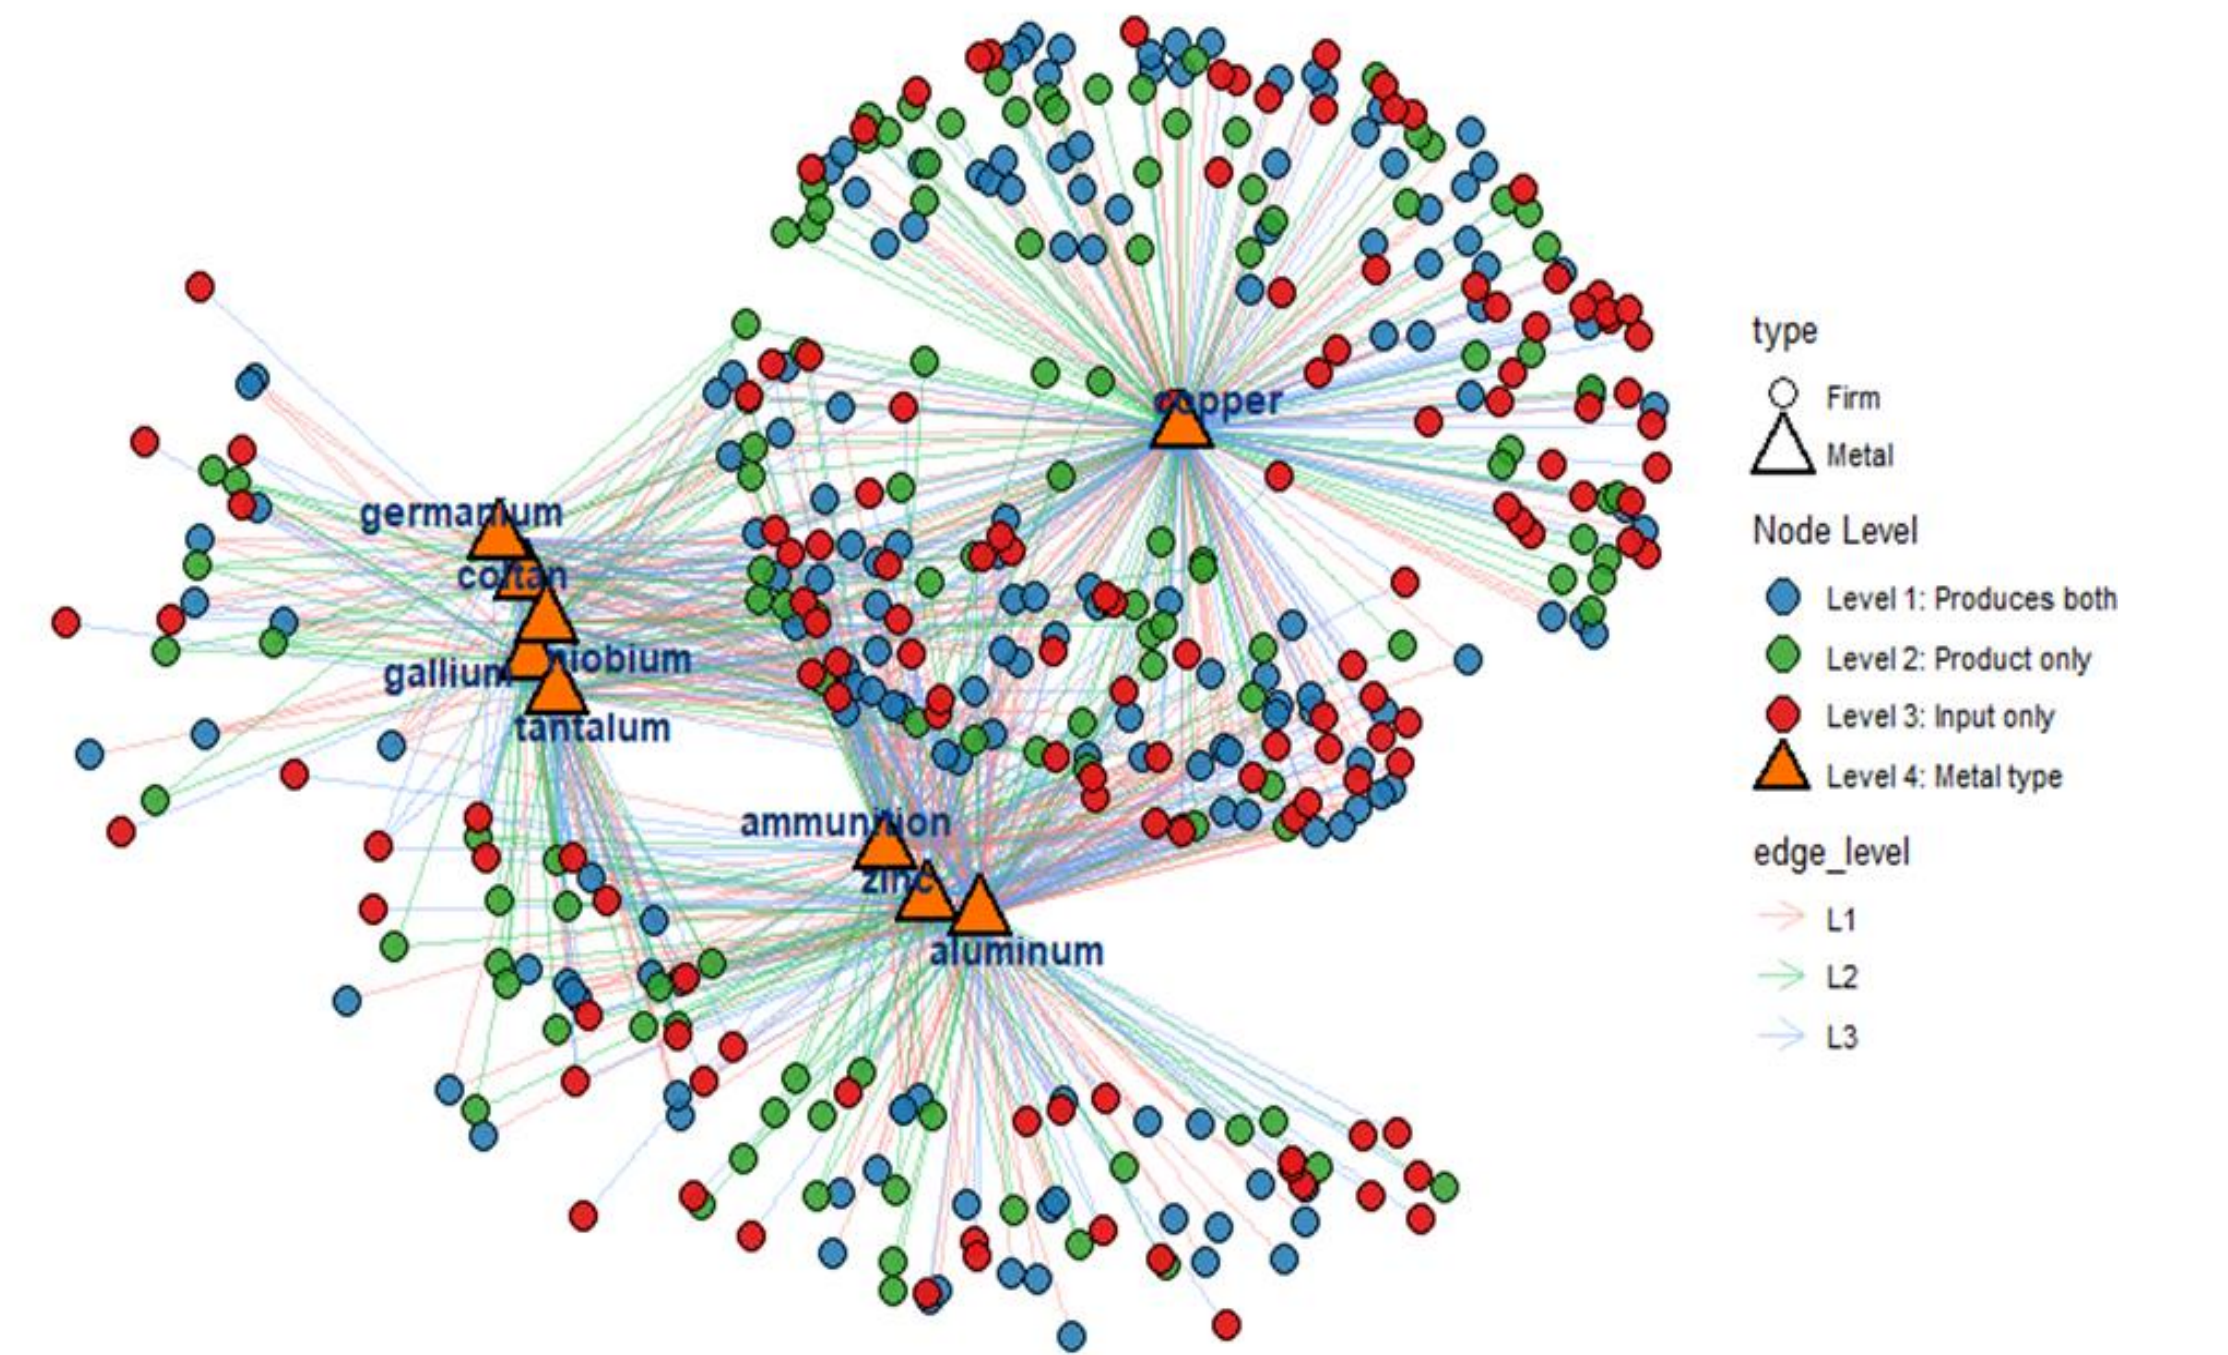 copper
germanium
coltan
niobium
gallium
tantalum
ammunition
zinc
aluminum
type
Firm
Metal
Node Level
Level 1: Produces both
Level 2: Product only
Level 3: Input only
Level 4: Metal type
edge_level
L1
L2
L3